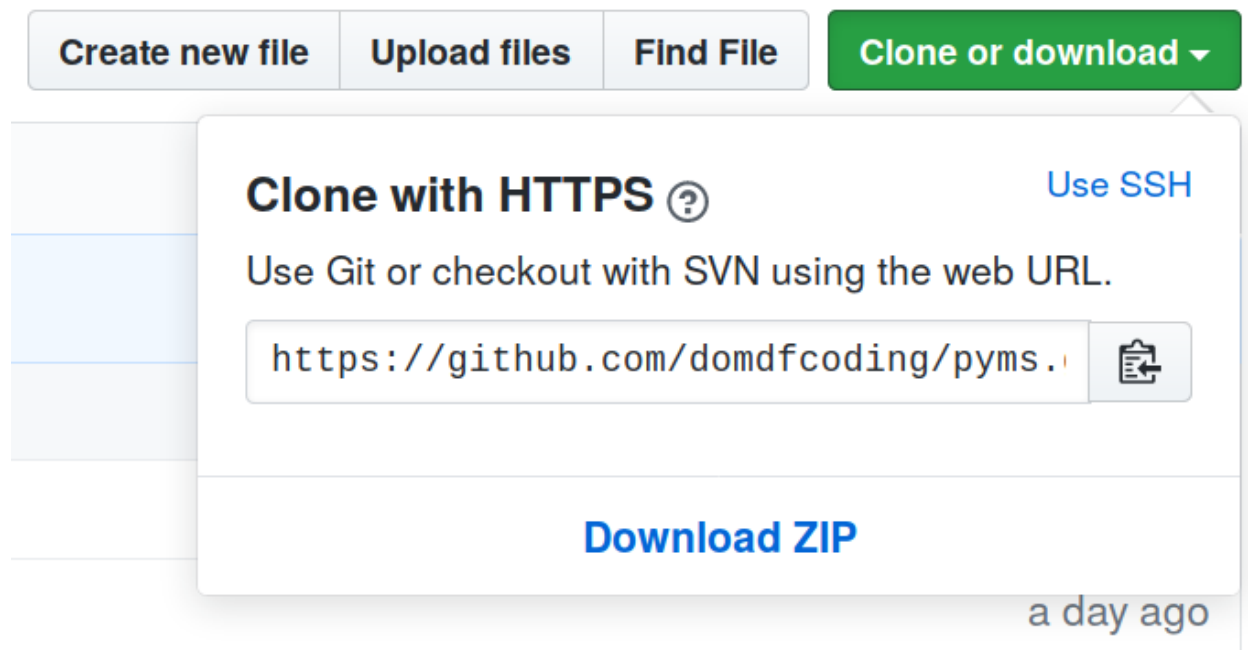 Create new file Upload files Find File Clone or download
Clone with HTTPS ?
Use SSH
Use Git or checkout with SVN using the web URL.
https://github.com/domdfcoding/pyms.
Download ZIP
a day ago